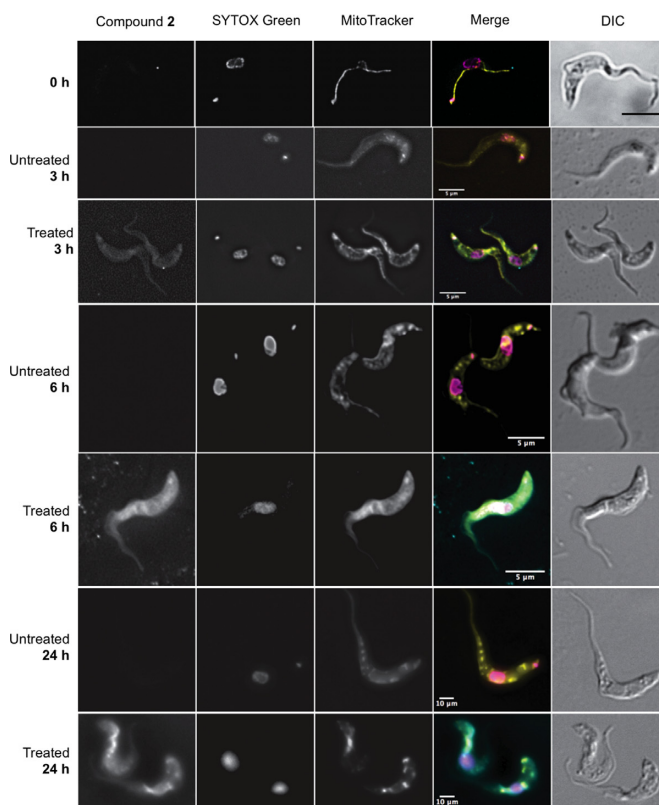 Compound 2 SYTOX Green MitoTracker Merge DIC
0 h
Untreated
3 h
5 µm
Treated
3 h
5 µm
Untreated
6 h
5 µm
Treated
6 h
5 µm
Untreated
24 h
10 µm
Treated
24 h
10 µm